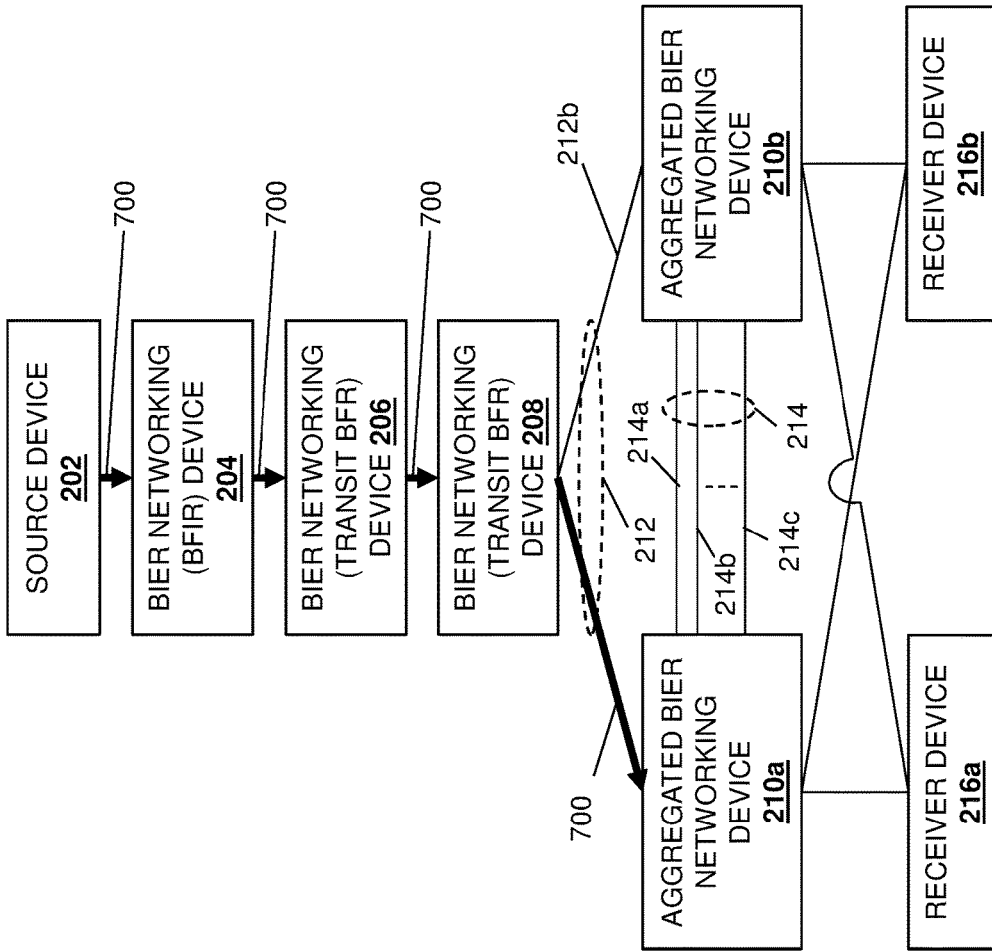 SOURCE DEVICE
202
700
BIER NETWORKING
(BFIR) DEVICE
204
700
BIER NETWORKING
(TRANSIT BFR)
DEVICE 206
700
BIER NETWORKING
(TRANSIT BFR)
DEVICE 208
212b
212
700
AGGREGATED BIER
NETWORKING
DEVICE
210a
214a
214b
214c
214
AGGREGATED BIER
NETWORKING
DEVICE
210b
RECEIVER DEVICE
216a
RECEIVER DEVICE
216b